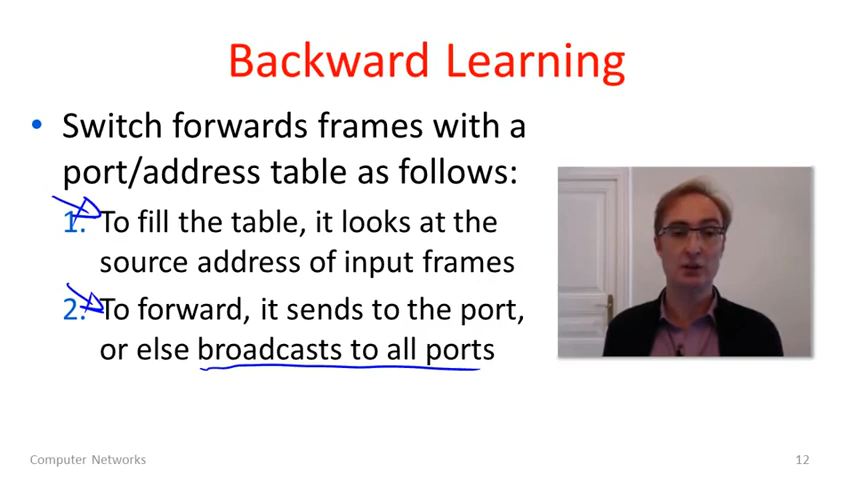 Backward Learning
• Switch forwards frames with a
port/address table as follows:
1. To fill the table, it looks at the
source address of input frames
2. To forward, it sends to the port,
or else broadcasts to all ports
Computer Networks
12